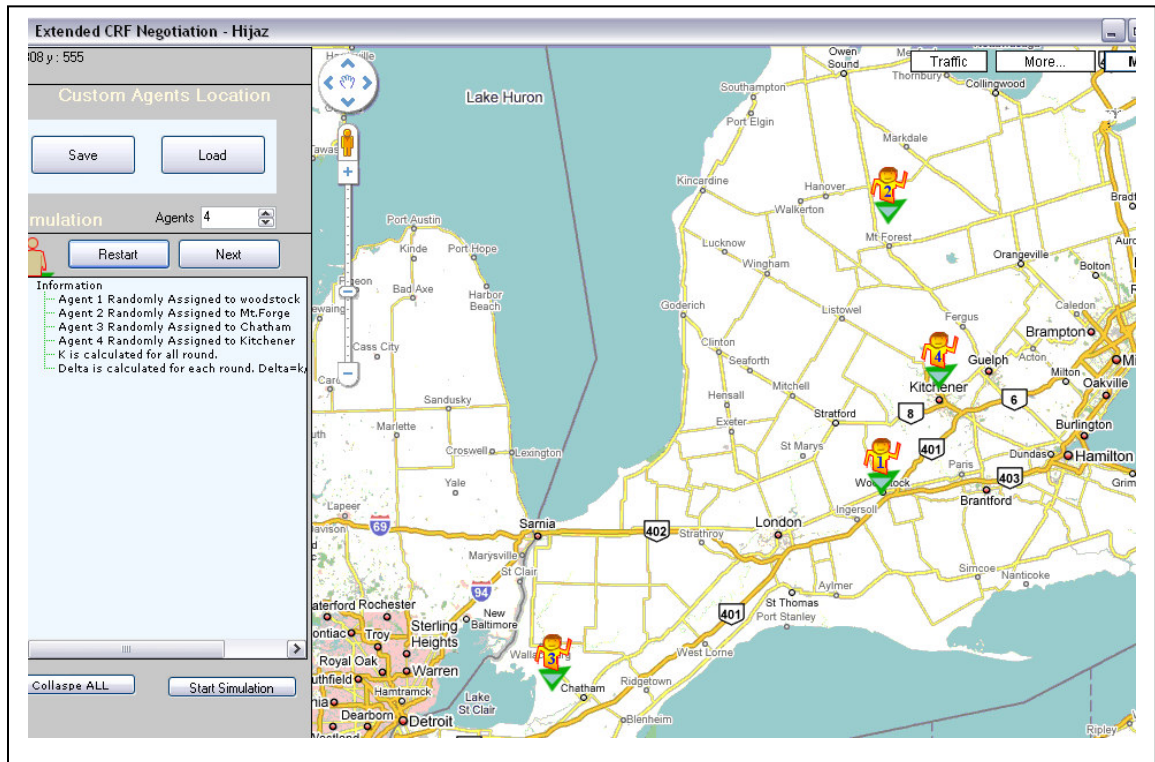 Extended CRF Negotiation - Hijaz
308 y : 555
Custom Agents Location
Save
Load
mulation
Agents 4
Restart
Next
Information
Agent 1 Randomly Assigned to woodstock
Agent 2 Randomly Assigned to Mt.Forge
Agent 3 Randomly Assigned to Chatham
Agent 4 Randomly Assigned to Kitchener
K is calculated for all round.
Delta is calculated for each round. Delta=k/
Collaspe ALL
Start Simulation
Traffic
More...
M
Owen Sound
Thornbury
Collingwood
Lake Huron
Southampton
Port Elgin
Markdale
Kincardine
Hanover
2
Walkerton
Port Austin
Mt Forest
Kinde
Port Hope
Lucknow
Orangeville
Wingham
Bolton
Bad Axe
Harbor Beach
Goderich
Listowel
Fergus
Caledon
Brampton
Cass City
Clinton
Seaforth
4
Guelph
Acton
Milton
Oakville
Kitchener
Sandusky
Hensall
Mitchell
Stratford
8
6
Marlette
Exeter
Burlington
Croswell
Lexington
St Marys
1
401
Dundas
Hamilton
Yale
Paris
403
Woodstock
Brantford
Lapeer
Ingersoll
69
Sarnia
London
402
Strathroy
Marysville
St Clair
Simcoe
Nanticoke
94
Aylmer
aterford
Rochester
New Baltimore
401
St Thomas
Port Stanley
ontiac
Troy
Sterling Heights
3
West Lorne
Royal Oak
Warren
Ridgetown
uthfield
Chatham
Hamtramck
Lake St Clair
Dearborn
Detroit
Blenheim
Ripley